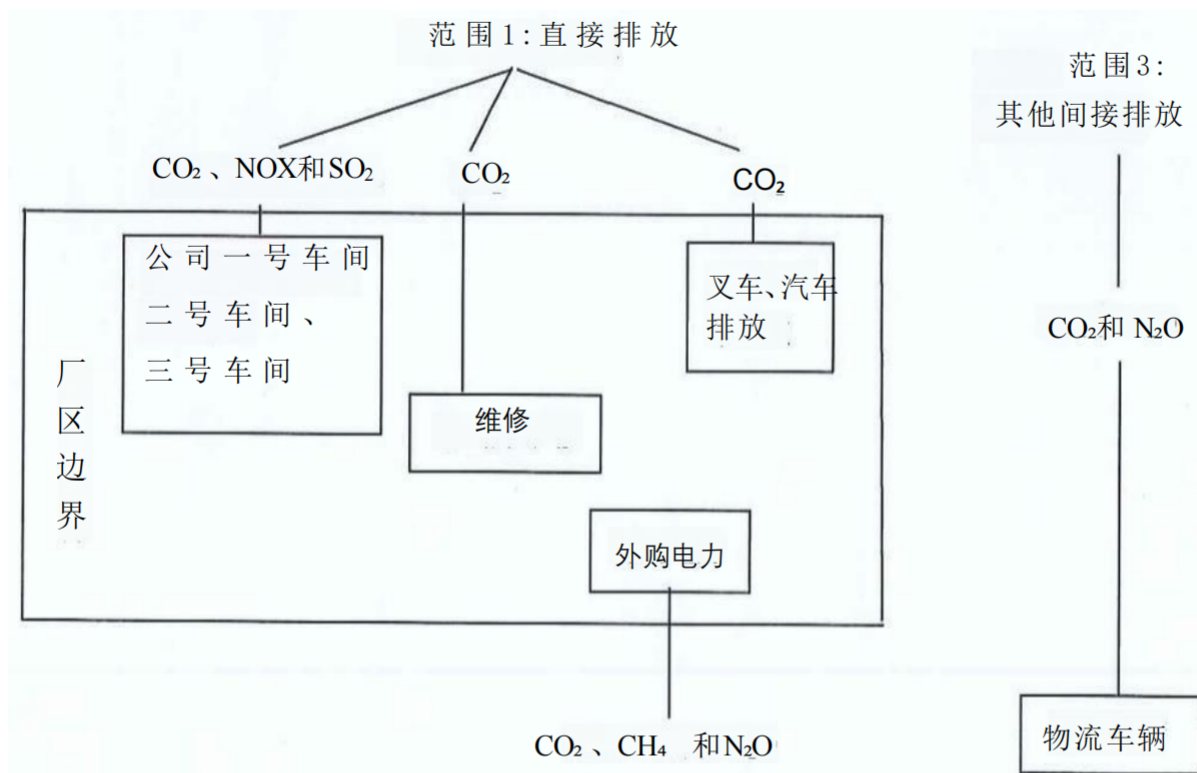 范围1:直接排放
范围3:
其他间接排放
CO₂、NOX和SO₂
CO₂
CO₂
公司一号车间
二号车间、
三号车间
叉车、汽车
排放
CO₂和 N₂O
厂区边界
维修
外购电力
物流车辆
CO₂、CH₄ 和N₂O